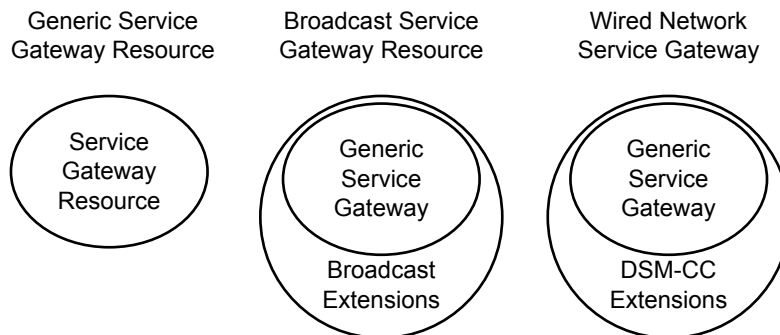 Generic Service
Gateway Resource
Broadcast Service
Gateway Resource
Wired Network
Service Gateway
Service
Gateway
Resource
Generic
Service
Gateway
Broadcast
Extensions
Generic
Service
Gateway
DSM-CC
Extensions